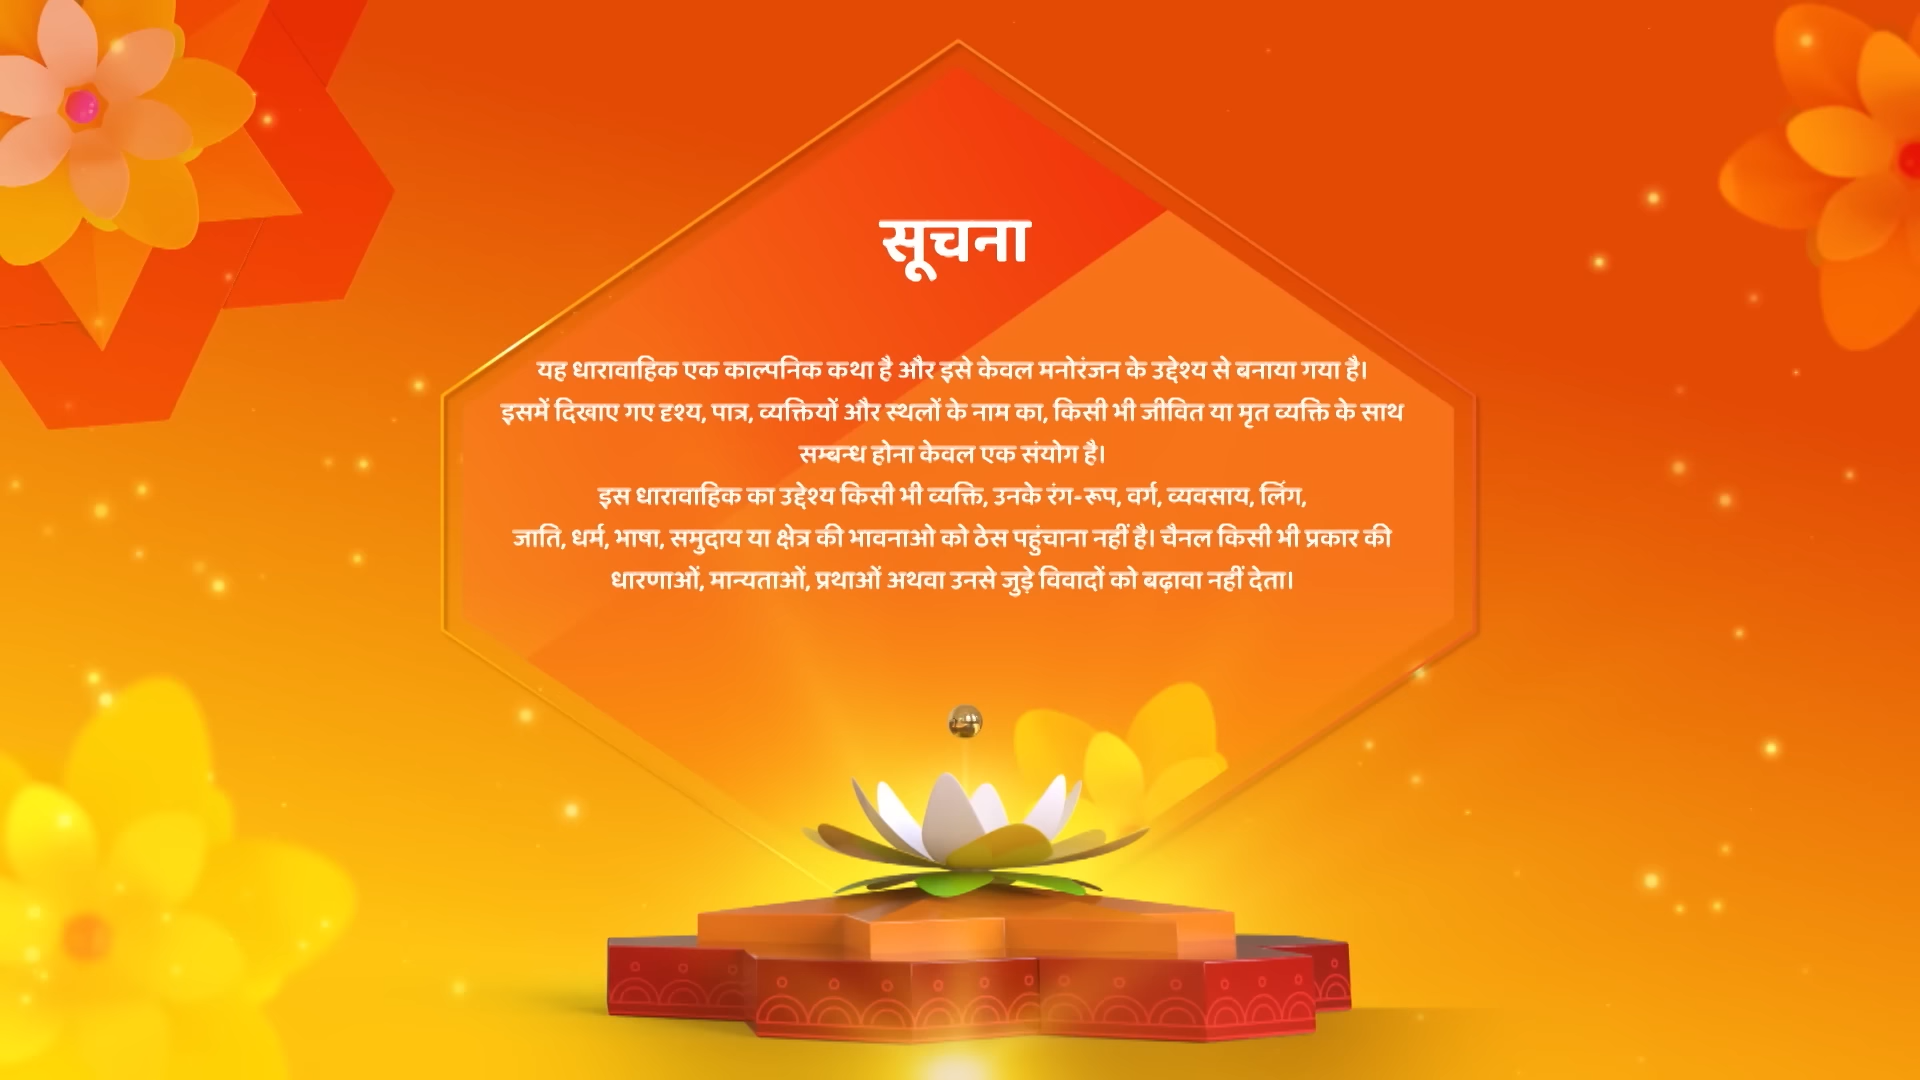 सूचना
यह धारावाहिक एक काल्पनिक कथा है और इसे केवल मनोरंजन के उद्देश्य से बनाया गया है।
इसमें दिखाए गए दृश्य, पात्र, व्यक्तियों और स्थलों के नाम का, किसी भी जीवित या मृत व्यक्ति के साथ
सम्बन्ध होना केवल एक संयोग है।
इस धारावाहिक का उद्देश्य किसी भी व्यक्ति, उनके रंग-रूप, वर्ग, व्यवसाय, लिंग,
जाति, धर्म, भाषा, समुदाय या क्षेत्र की भावनाओ को ठेस पहुंचाना नहीं है। चैनल किसी भी प्रकार की
धारणाओं, मान्यताओं, प्रथाओं अथवा उनसे जुड़े विवादों को बढ़ावा नहीं देता।